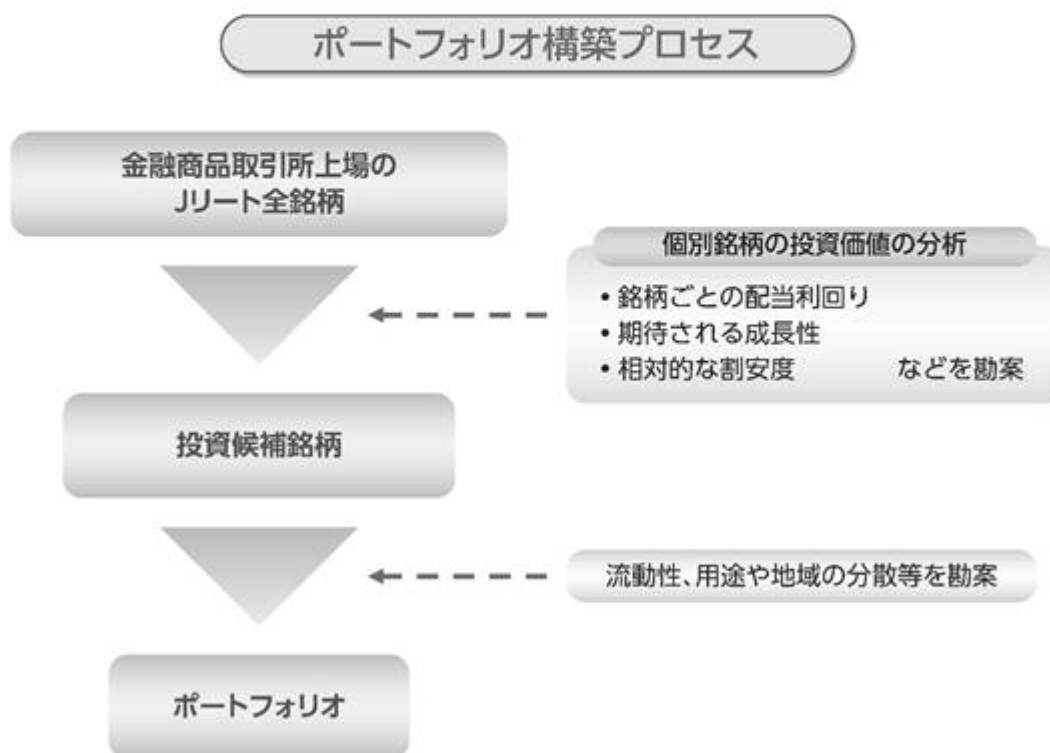 ポートフォリオ構築プロセス
金融商品取引所上場の
Jリート全銘柄
個別銘柄の投資価値の分析
• 銘柄ごとの配当利回り
• 期待される成長性
• 相対的な割安度 などを勘案
投資候補銘柄
流動性、用途や地域の分散等を勘案
ポートフォリオ